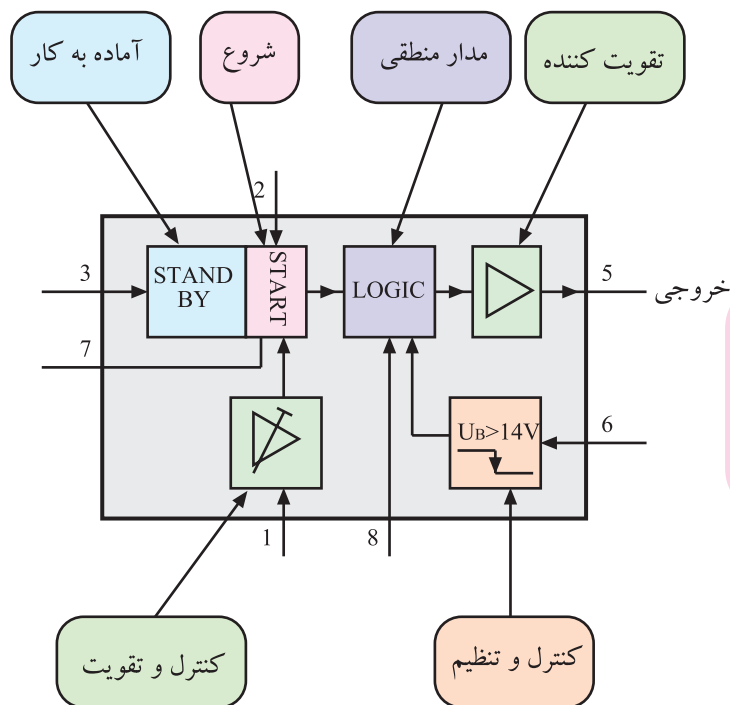 آماده به کار
شروع
مدار منطقی
تقویت کننده
2
3
STAND
BY
START
LOGIC
5
خروجی
7
UB>14V
6
1
8
کنترل و تقویت
کنترل و تنظیم